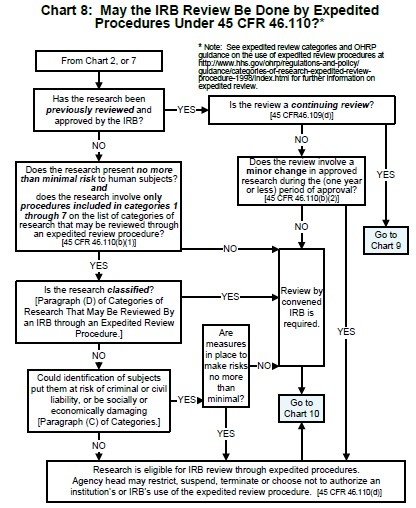 Chart 8: May the IRB Review Be Done by Expedited
Procedures Under 45 CFR 46.110?*
* Note: See expedited review categories and OHRP
guidance on the use of expedited review procedures at
http://www.hhs.gov/ohrp/regulations-and-policy/
guidance/categories-of-research-expedited-review-
procedure-1998/index.html for further information on
expedited review.
From Chart 2, or 7
Has the research been
previously reviewed and
approved by the IRB?
YES
Is the review a continuing review?
[45 CFR46.109(d)]
NO
NO
YES
Does the research present no more
than minimal risk to human subjects?
and
does the research involve only
procedures included in categories 1
through 7 on the list of categories of
research that may be reviewed through
an expedited review procedure?
[45 CFR 46.110(b)(1)]
Does the review involve a
minor change in approved
research during the (one year
or less) period of approval?
[45 CFR 46.110(b)(2)]
Go to
Chart 9
NO
NO
YES
YES
Is the research classified?
[Paragraph (D) of Categories of
Research That May Be Reviewed By
an IRB through an Expedited Review
Procedure.]
YES
Review by
convened
IRB is
required.
NO
Are
measures
in place to
make risks
no more
than
minimal?
NO
Could identification of subjects
put them at risk of criminal or civil
liability, or be socially or
economically damaging
[Paragraph (C) of Categories.]
YES
Go to
Chart 10
NO
YES
Research is eligible for IRB review through expedited procedures.
Agency head may restrict, suspend, terminate or choose not to authorize an
institution's or IRB's use of the expedited review procedure. [45 CFR 46.110(d)]